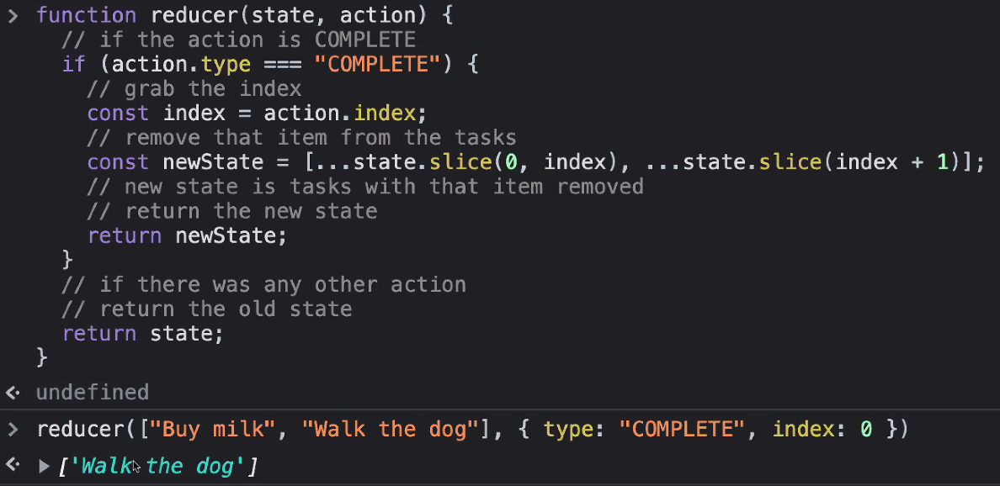 > function reducer(state, action) {
// if the action is COMPLETE
if (action.type === "COMPLETE") {
// grab the index
const index = action.index;
// remove that item from the tasks
const newState = [...state.slice(0, index), ...state.slice(index + 1)];
// new state is tasks with that item removed
// return the new state
return newState;
}
// if there was any other action
// return the old state
return state;
}
undefined
> reducer(["Buy milk", "Walk the dog"], { type: "COMPLETE", index: 0 })
['Walk the dog']